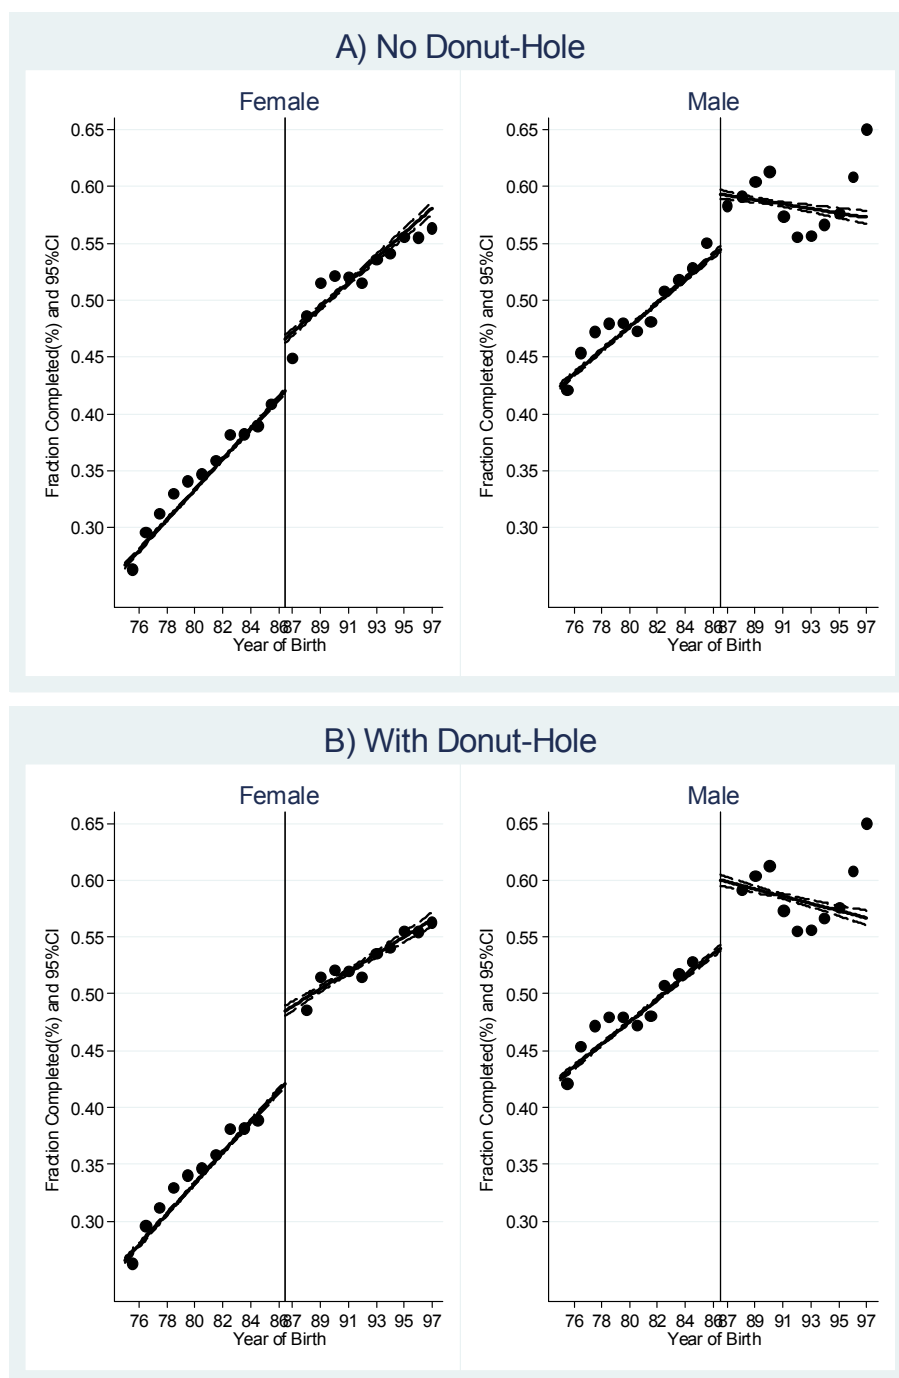 A) No Donut-Hole
Female
Male
Fraction Completed(%) and 95%CI
0.65
0.60
0.55
0.50
0.45
0.40
0.35
0.30
76 78 80 82 84 86 87 89 91 93 95 97
Year of Birth
Fraction Completed(%) and 95%CI
0.65
0.60
0.55
0.50
0.45
0.40
0.35
0.30
76 78 80 82 84 86 87 89 91 93 95 97
Year of Birth
B) With Donut-Hole
Female
Male
Fraction Completed(%) and 95%CI
0.65
0.60
0.55
0.50
0.45
0.40
0.35
0.30
76 78 80 82 84 86 87 89 91 93 95 97
Year of Birth
Fraction Completed(%) and 95%CI
0.65
0.60
0.55
0.50
0.45
0.40
0.35
0.30
76 78 80 82 84 86 87 89 91 93 95 97
Year of Birth